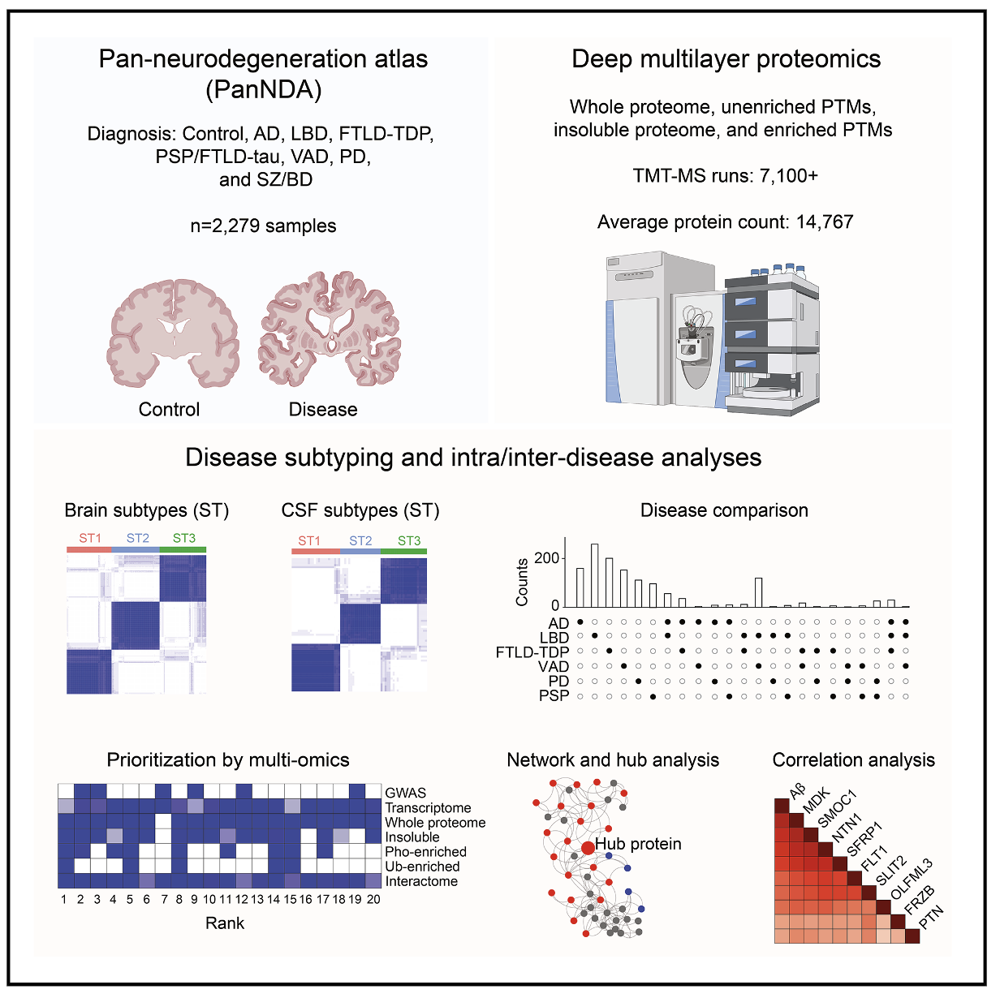 Pan-neurodegeneration atlas
(PanNDA)
Diagnosis: Control, AD, LBD, FTLD-TDP,
PSP/FTLD-tau, VAD, PD,
and SZ/BD
n=2,279 samples
Control
Disease
Deep multilayer proteomics
Whole proteome, unenriched PTMs,
insoluble proteome, and enriched PTMs
TMT-MS runs: 7,100+
Average protein count: 14,767
Disease subtyping and intra/inter-disease analyses
Brain subtypes (ST)
ST1 ST2 ST3
CSF subtypes (ST)
ST1 ST2 ST3
Disease comparison
Counts
200
0
AD
LBD
FTLD-TDP
VAD
PD
PSP
Prioritization by multi-omics
GWAS
Transcriptome
Whole proteome
Insoluble
Pho-enriched
Ub-enriched
Interactome
1 2 3 4 5 6 7 8 9 10 11 12 13 14 15 16 17 18 19 20
Rank
Network and hub analysis
Hub protein
Correlation analysis
Aβ
MDK
SMOC1
NTN1
SFRP1
FLT1
SLIT2
OLFML3
FRZB
PTN